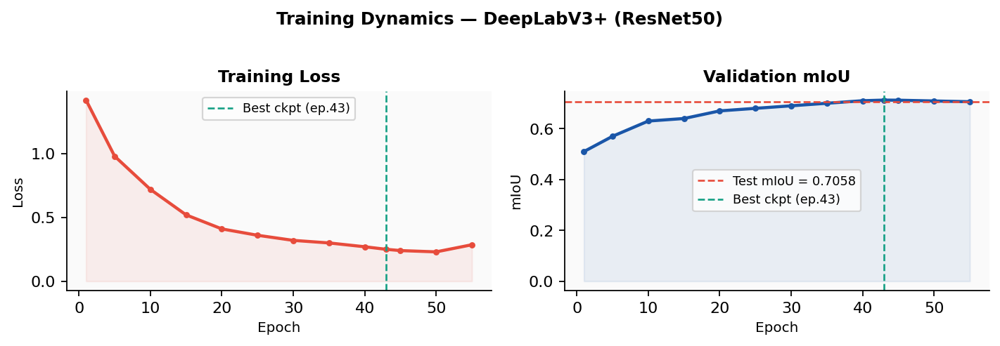 Training Dynamics — DeepLabV3+ (ResNet50)
Training Loss
Best ckpt (ep.43)
Loss
1.0
0.5
0.0
0 10 20 30 40 50
Epoch
Validation mIoU
Test mIoU = 0.7058
Best ckpt (ep.43)
mIoU
0.6
0.4
0.2
0.0
0 10 20 30 40 50
Epoch